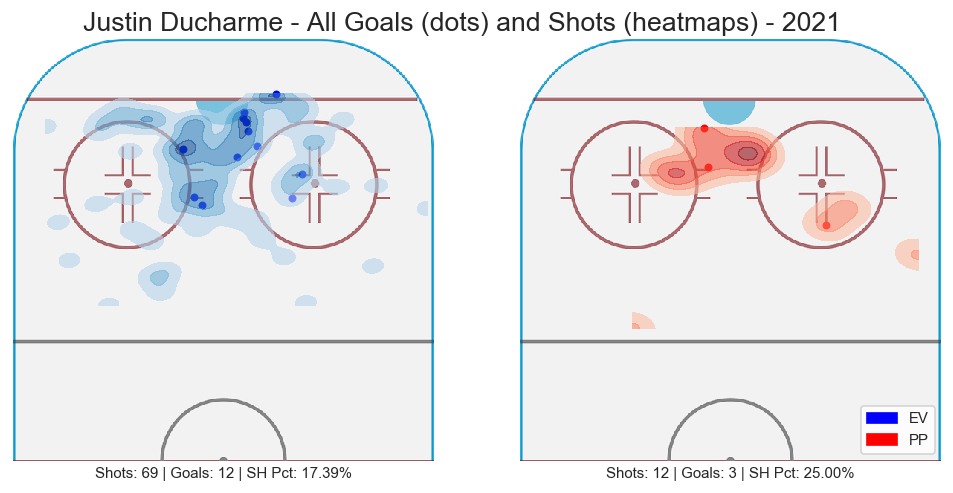 Justin Ducharme - All Goals (dots) and Shots (heatmaps) - 2021
EV
PP
Shots: 69 | Goals: 12 | SH Pct: 17.39%
Shots: 12 | Goals: 3 | SH Pct: 25.00%